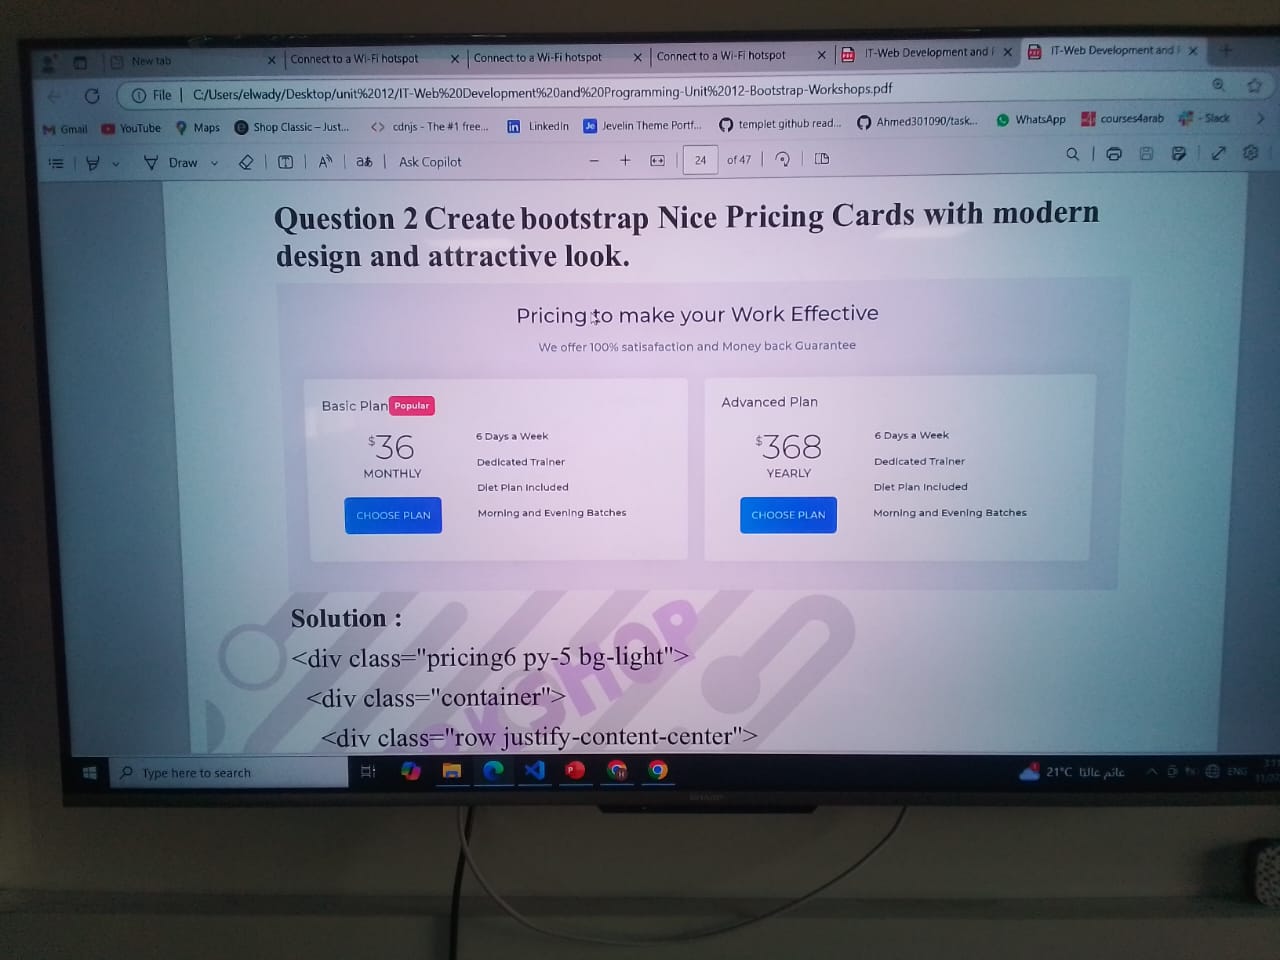 New tab
Connect to a Wi-Fi hotspot
Connect to a Wi-Fi hotspot
Connect to a Wi-Fi hotspot
IT-Web Development and
IT-Web Development and
File | C:/Users/elwady/Desktop/unit%2012/IT-Web%20Development%20and%20Programming-Unit%2012-Bootstrap-Workshops.pdf
Gmail YouTube Maps Shop Classic – Just... cdnjs - The #1 free... LinkedIn Jevelin Theme Portf... templet github read... Ahmed301090/task... WhatsApp courses4arab - Slack
Draw Ask Copilot 24 of 47
Question 2 Create bootstrap Nice Pricing Cards with modern
design and attractive look.
Pricing to make your Work Effective
We offer 100% satisafaction and Money back Guarantee
Basic Plan Popular
$36
MONTHLY
CHOOSE PLAN
6 Days a Week
Dedicated Trainer
Diet Plan Included
Morning and Evening Batches
Advanced Plan
$368
YEARLY
CHOOSE PLAN
6 Days a Week
Dedicated Trainer
Diet Plan Included
Morning and Evening Batches
Solution :
<div class="pricing6 py-5 bg-light">
<div class="container">
<div class="row justify-content-center">
Type here to search
21°C غائم غالبًا
ENG
SHARP